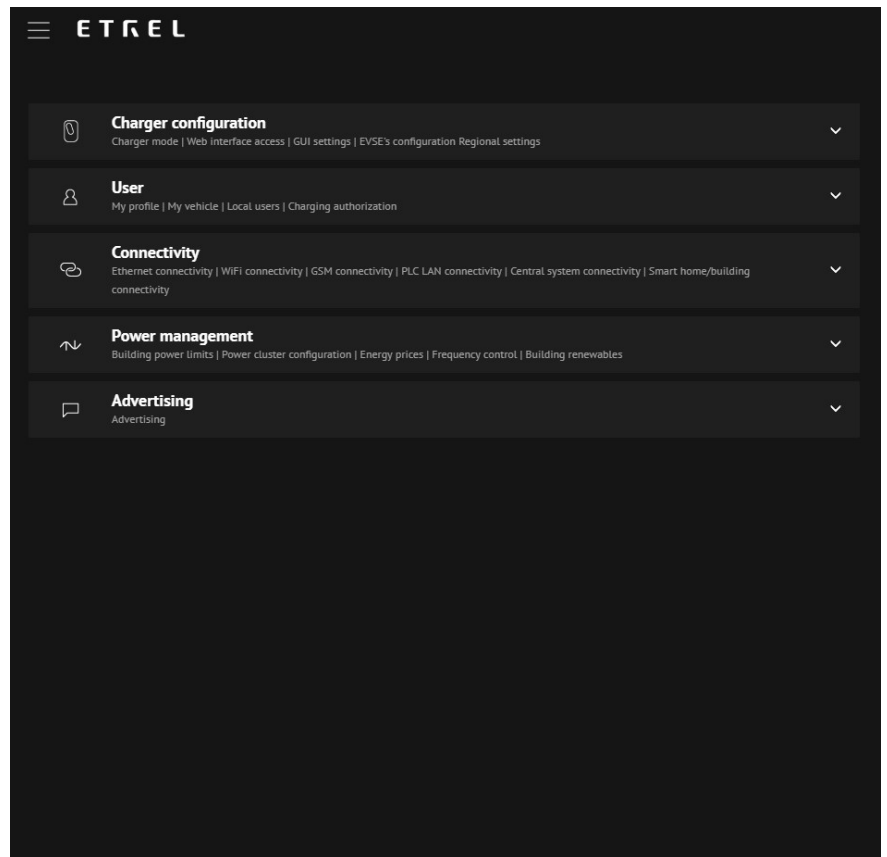 ETREL
Charger configuration
Charger mode | Web interface access | GUI settings | EVSE's configuration Regional settings
User
My profile | My vehicle | Local users | Charging authorization
Connectivity
Ethernet connectivity | WiFi connectivity | GSM connectivity | PLC LAN connectivity | Central system connectivity | Smart home/building
connectivity
Power management
Building power limits | Power cluster configuration | Energy prices | Frequency control | Building renewables
Advertising
Advertising